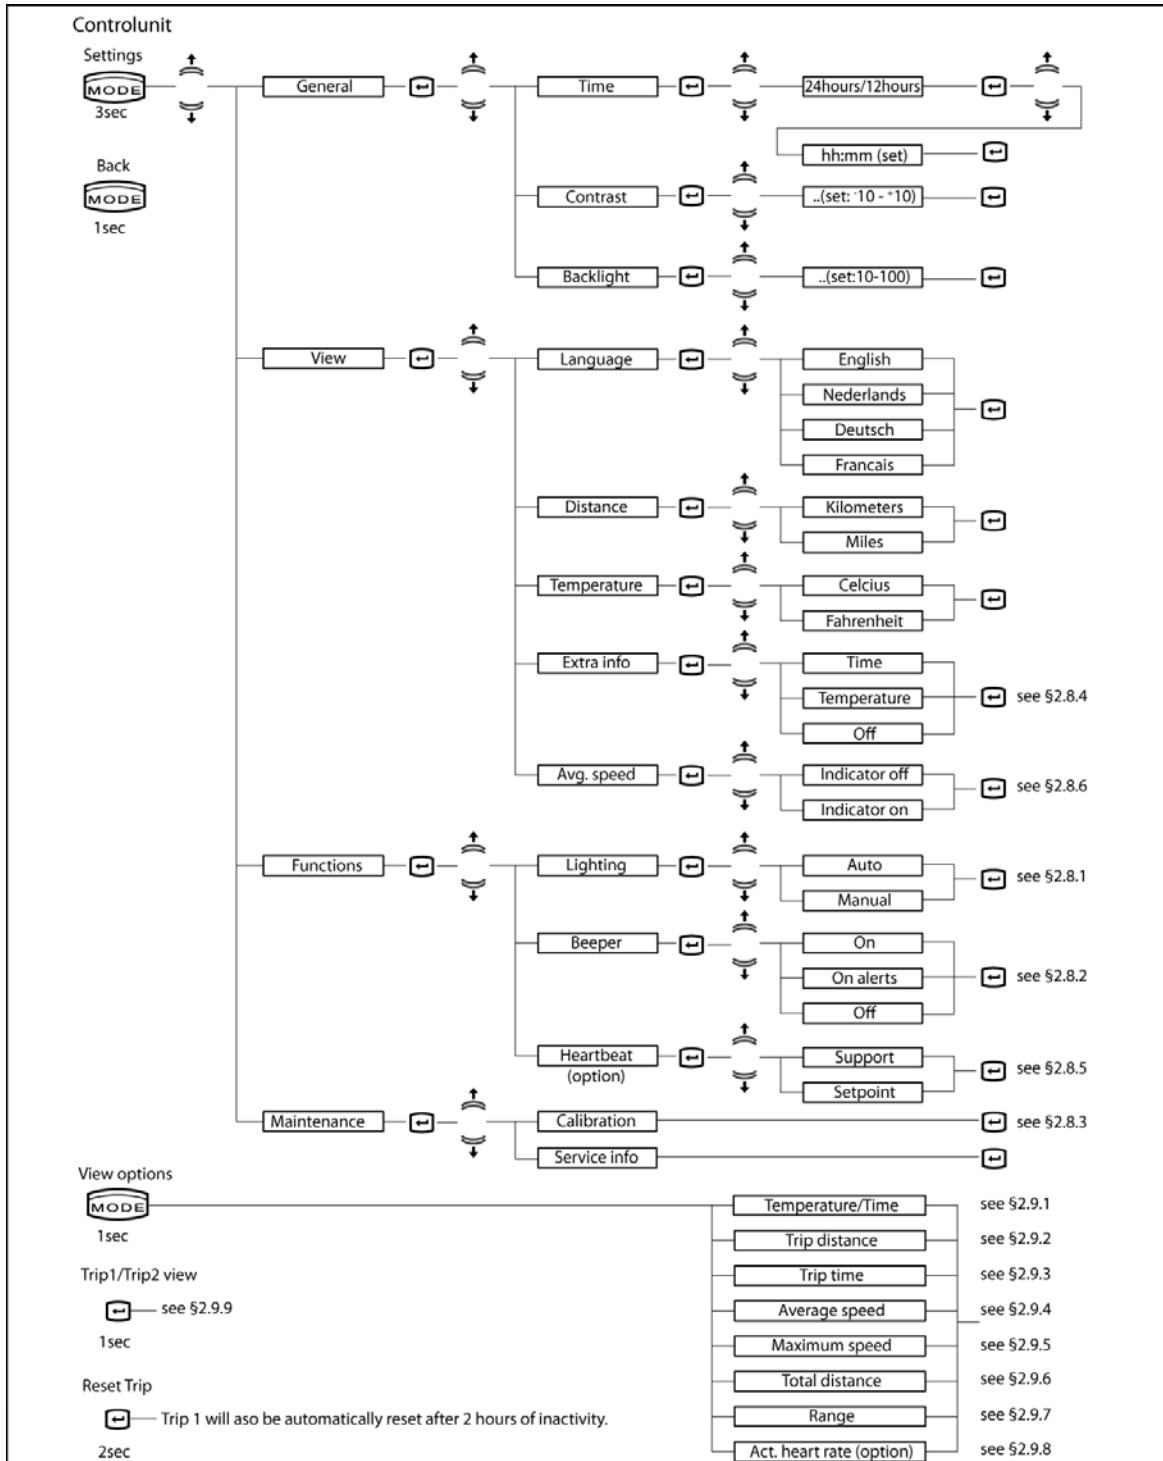 Controlunit
Settings
MODE
3sec
General
Time
24hours/12hours
hh:mm (set)
Back
MODE
1sec
Contrast
..(set: -10 - +10)
Backlight
..(set:10-100)
View
Language
English
Nederlands
Deutsch
Francais
Distance
Kilometers
Miles
Temperature
Celcius
Fahrenheit
Extra info
Time
Temperature
see §2.8.4
Off
Avg. speed
Indicator off
see §2.8.6
Indicator on
Functions
Lighting
Auto
see §2.8.1
Manual
Beeper
On
On alerts
see §2.8.2
Off
Heartbeat
(option)
Support
see §2.8.5
Setpoint
Maintenance
Calibration
see §2.8.3
Service info
View options
MODE
1sec
Temperature/Time
see §2.9.1
Trip distance
see §2.9.2
Trip1/Trip2 view
see §2.9.9
1sec
Trip time
see §2.9.3
Average speed
see §2.9.4
Maximum speed
see §2.9.5
Total distance
see §2.9.6
Reset Trip
Trip 1 will aso be automatically reset after 2 hours of inactivity.
2sec
Range
see §2.9.7
Act. heart rate (option)
see §2.9.8